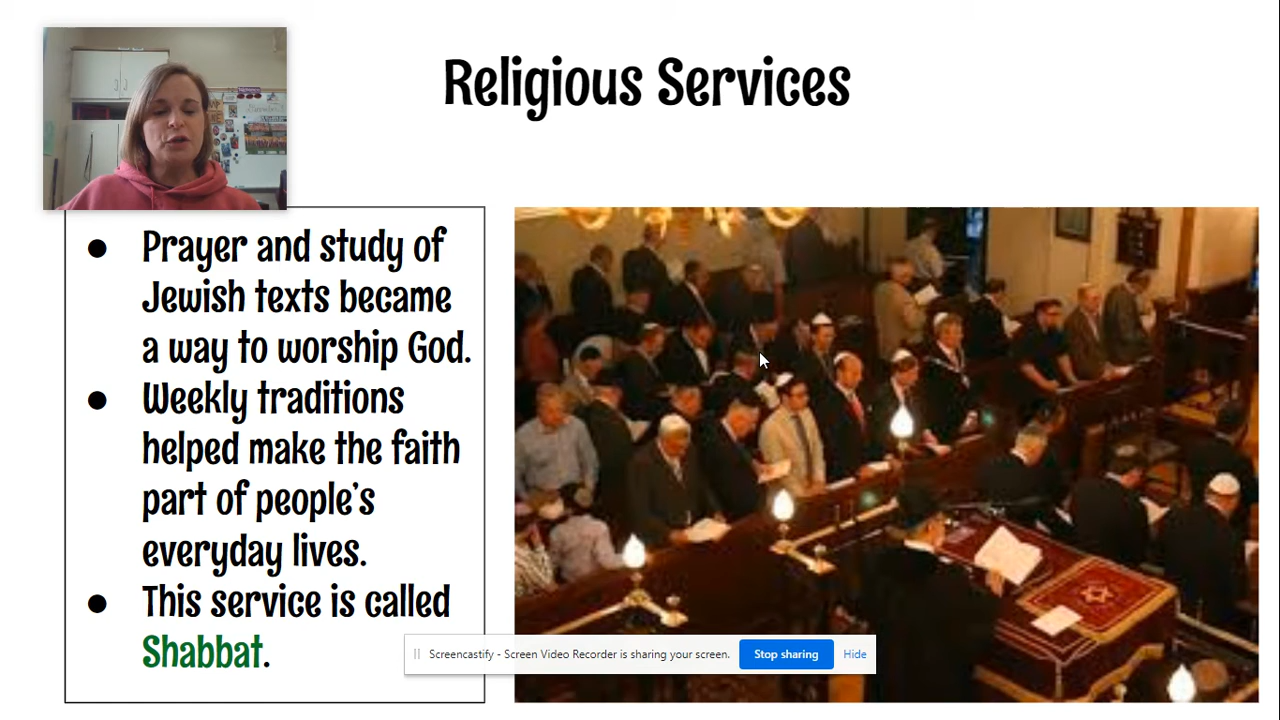 Religious Services
● Prayer and study of
Jewish texts became
a way to worship God.
● Weekly traditions
helped make the faith
part of people's
everyday lives.
● This service is called
Shabbat.
Screencastify - Screen Video Recorder is sharing your screen. Stop sharing Hide